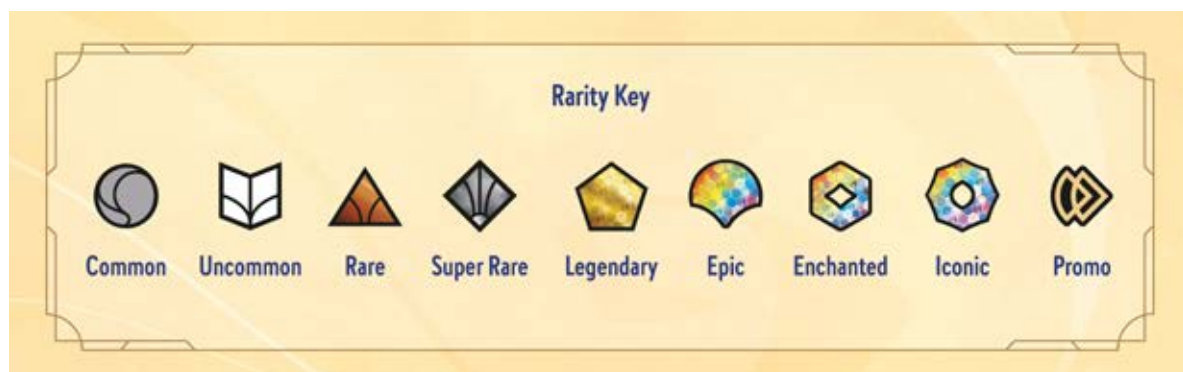 Rarity Key
Common Uncommon Rare Super Rare Legendary Epic Enchanted Iconic Promo